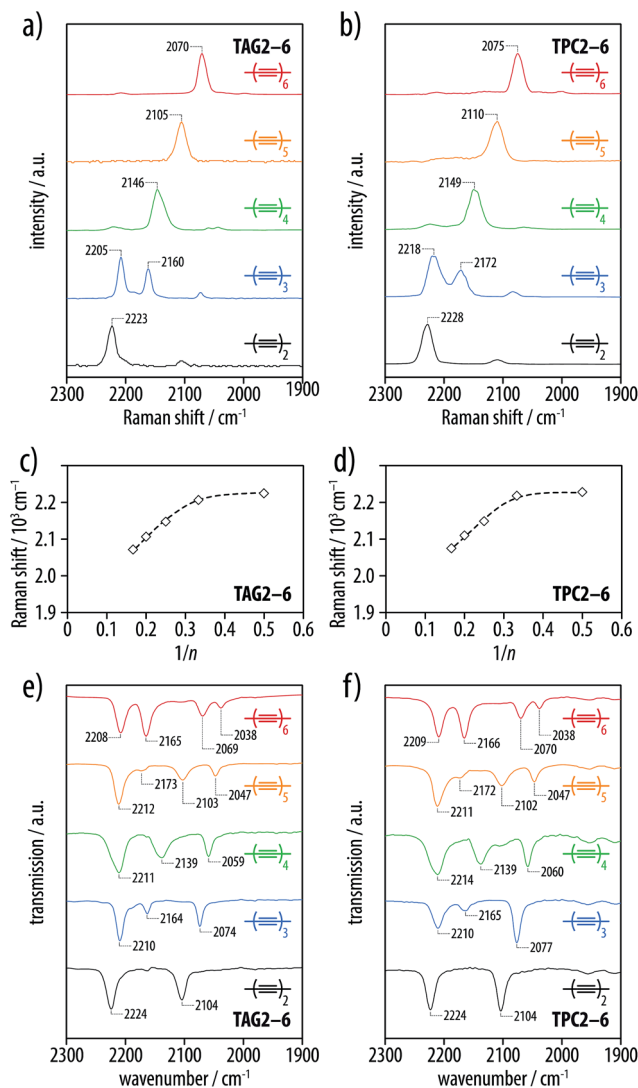 a)
TAG2–6
2070
6
2105
5
2146
4
2205
2160
3
2223
2
intensity / a.u.
2300 2200 2100 2000 1900
Raman shift / cm⁻¹
b)
TPC2–6
2075
6
2110
5
2149
4
2218
2172
3
2228
2
intensity / a.u.
2300 2200 2100 2000 1900
Raman shift / cm⁻¹
c)
2.2
2.1
2.0
1.9
Raman shift / 10³ cm⁻¹
TAG2–6
0 0.1 0.2 0.3 0.4 0.5 0.6
1/n
d)
2.2
2.1
2.0
1.9
Raman shift / 10³ cm⁻¹
TPC2–6
0 0.1 0.2 0.3 0.4 0.5 0.6
1/n
e)
6
2208 2165 2069 2038
5
2212 2173 2103 2047
4
2211 2139 2059
3
2210 2164 2074
2
2224 2104
TAG2–6
transmission / a.u.
2300 2200 2100 2000 1900
wavenumber / cm⁻¹
f)
6
2209 2166 2070 2038
5
2211 2172 2102 2047
4
2214 2139 2060
3
2210 2165 2077
2
2224 2104
TPC2–6
transmission / a.u.
2300 2200 2100 2000 1900
wavenumber / cm⁻¹